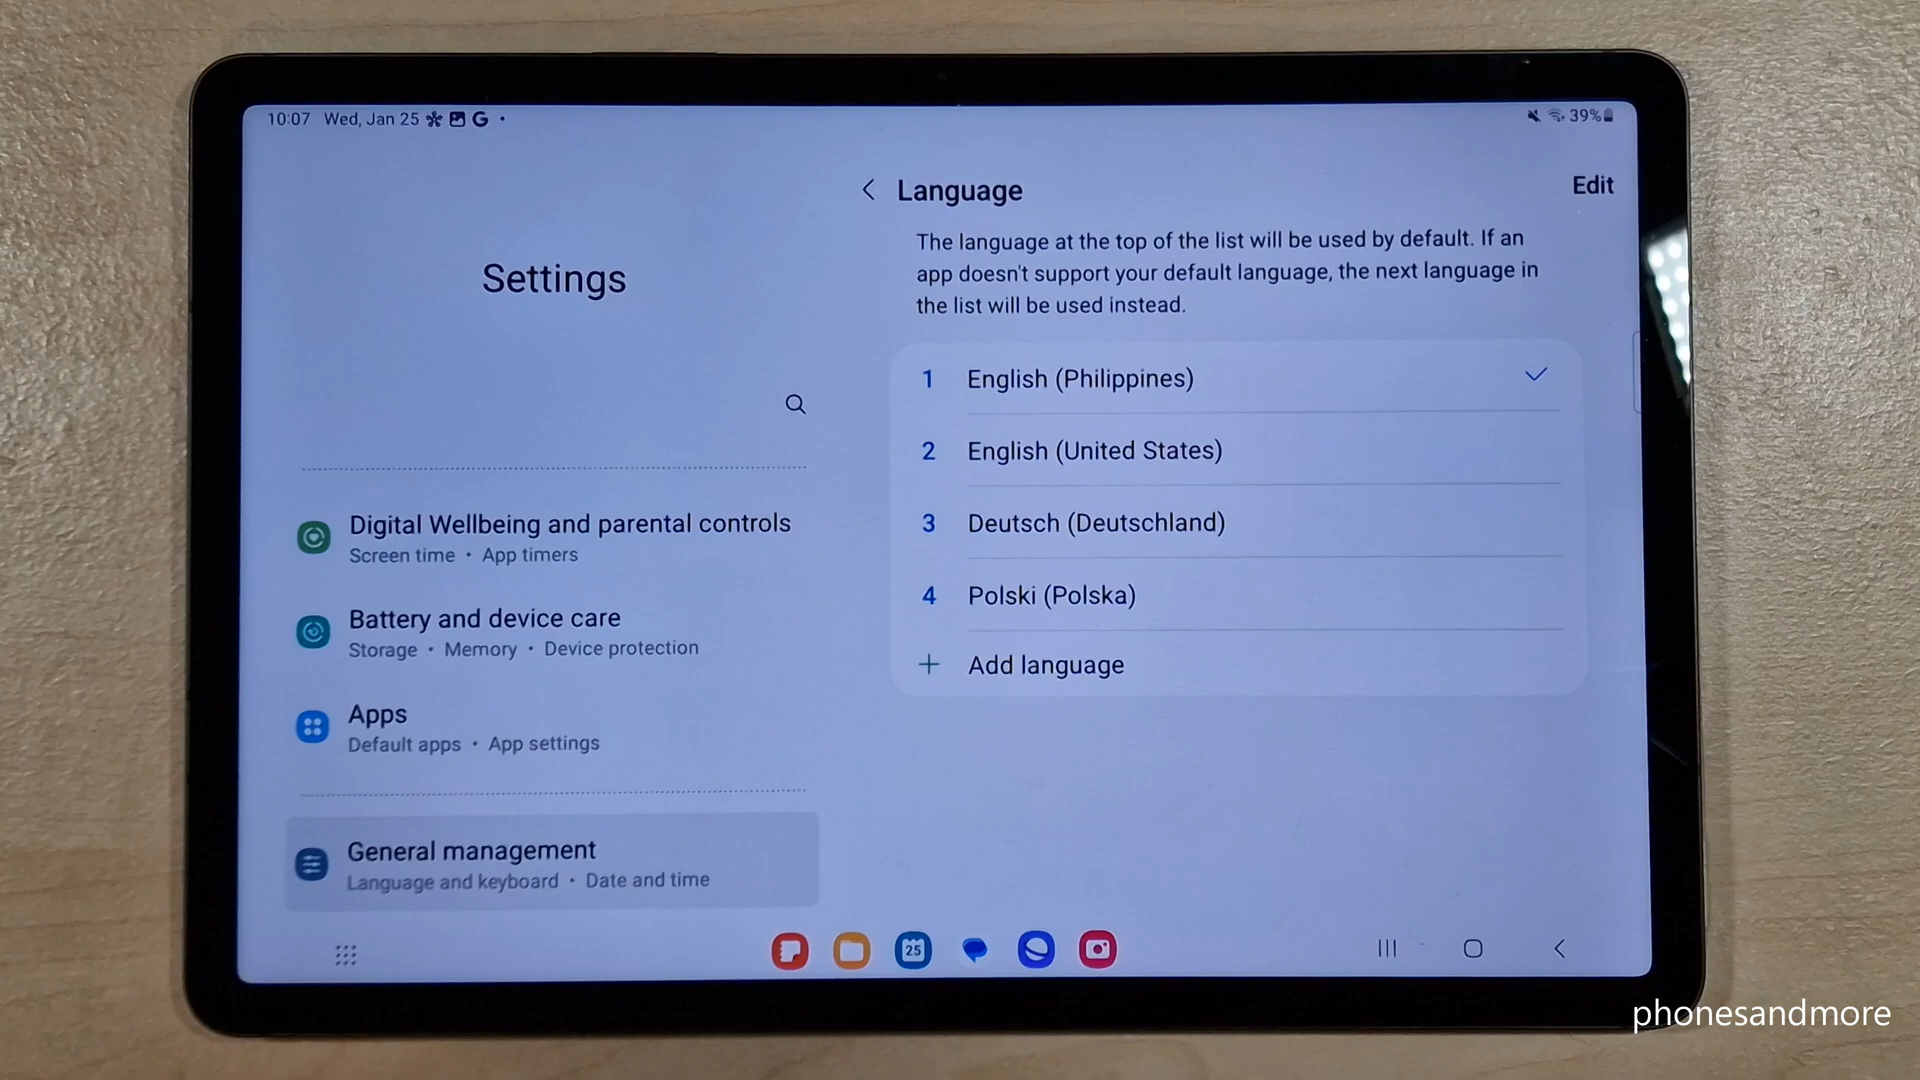 10:07 Wed, Jan 25 G
39%
Settings
Digital Wellbeing and parental controls
Screen time • App timers
Battery and device care
Storage • Memory • Device protection
Apps
Default apps • App settings
General management
Language and keyboard • Date and time
Language
Edit
The language at the top of the list will be used by default. If an
app doesn't support your default language, the next language in
the list will be used instead.
1 English (Philippines)
2 English (United States)
3 Deutsch (Deutschland)
4 Polski (Polska)
+ Add language
25
phonesandmore